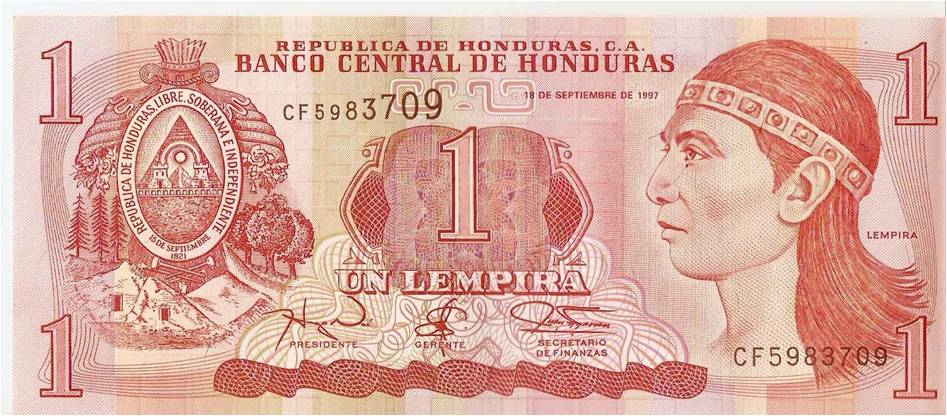 1
1
REPUBLICA DE HONDURAS, C.A.
BANCO CENTRAL DE HONDURAS
18 DE SEPTIEMBRE DE 1997
CF5983709
REPUBLICA DE HONDURAS, LIBRE, SOBERANA E INDEPENDIENTE
15 DE SEPTIEMBRE
1821
1
LEMPIRA
UN LEMPIRA
PRESIDENTE
GERENTE
SECRETARIO
DE FINANZAS
CF5983709
1
1